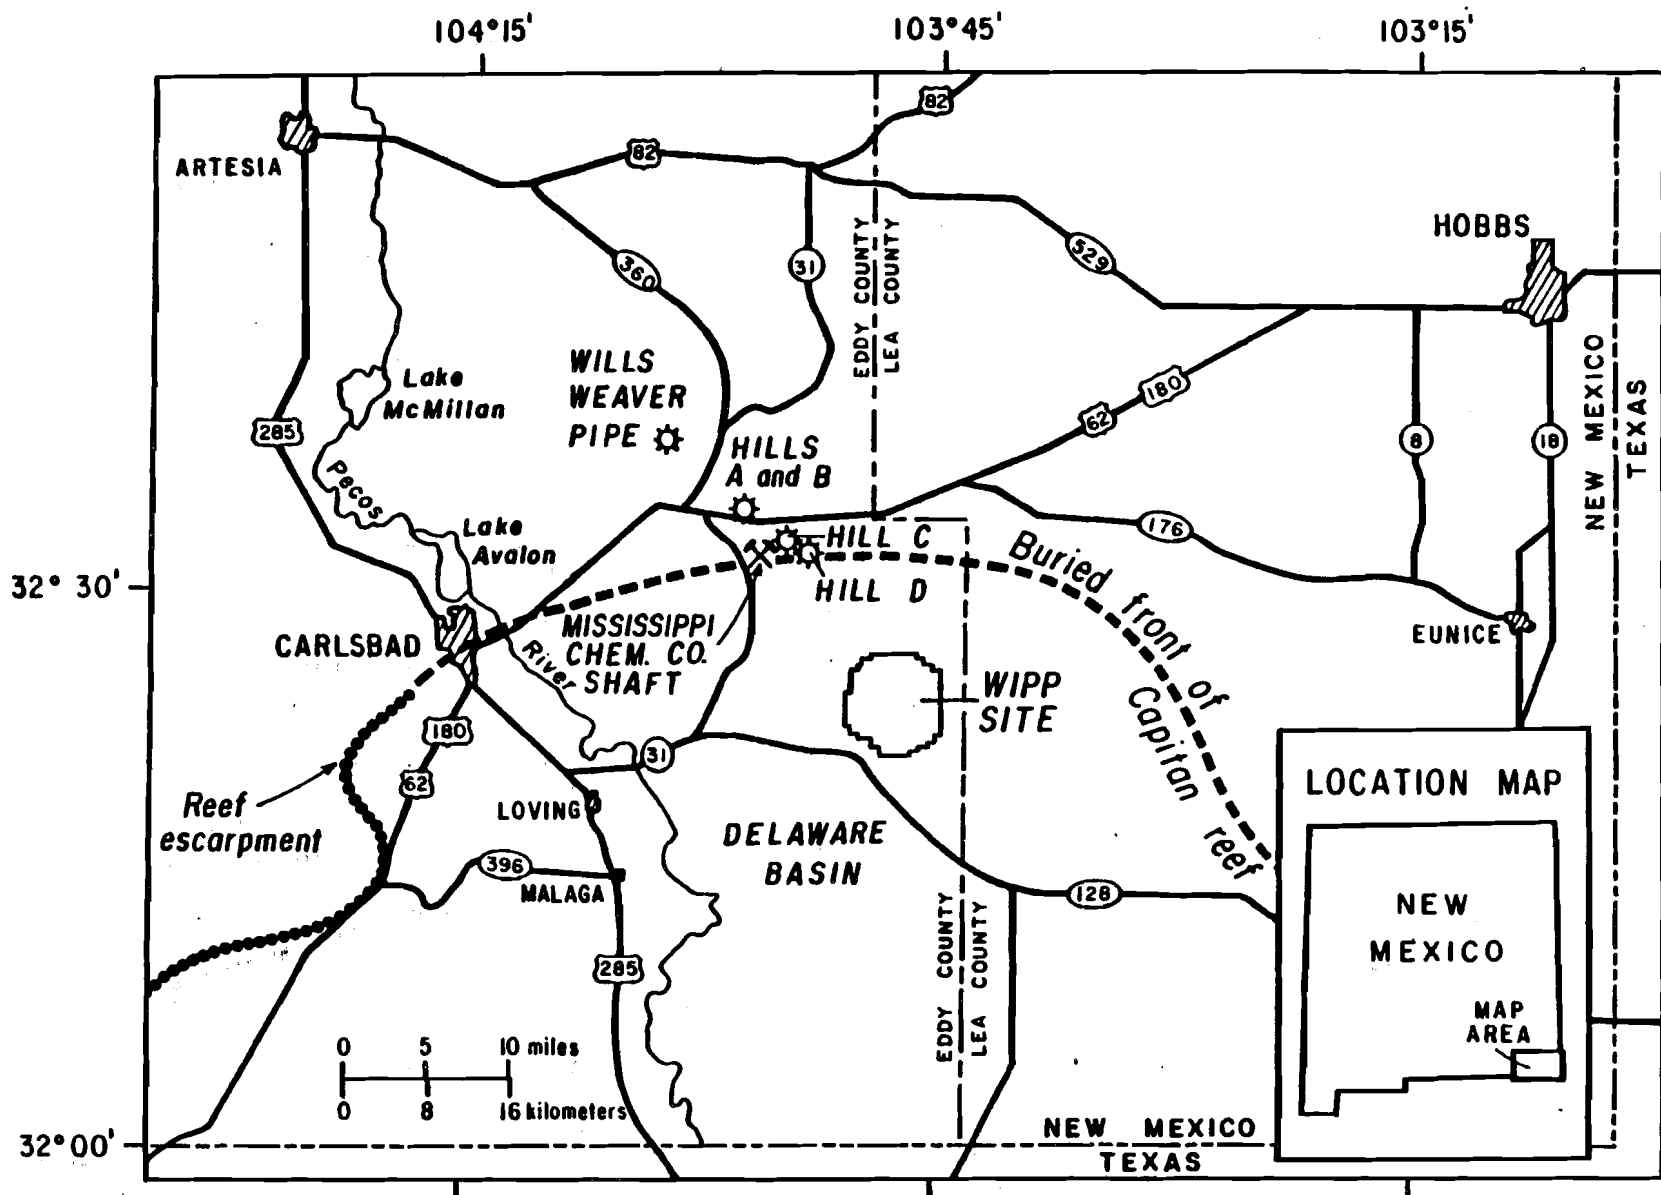 104°15'
103°45'
103°15'
82
ARTESIA
82
HOBBS
360
31
EDDY COUNTY
LEA COUNTY
529
WILLS
WEAVER
PIPE
Lake
McMillan
180
62
285
8
18
NEW MEXICO
TEXAS
HILLS
A and B
Pecos
River
Lake
Avalon
HILL C
HILL D
176
Buried front of
Capitan reef
32° 30'
MISSISSIPPI
CHEM. CO.
SHAFT
CARLSBAD
EUNICE
WIPP
SITE
180
62
31
Reef
escarpment
LOVING
DELAWARE
BASIN
396
MALAGA
128
285
EDDY COUNTY
LEA COUNTY
LOCATION MAP
NEW
MEXICO
MAP
AREA
0 5 10 miles
0 8 16 kilometers
32°00'
NEW MEXICO
TEXAS